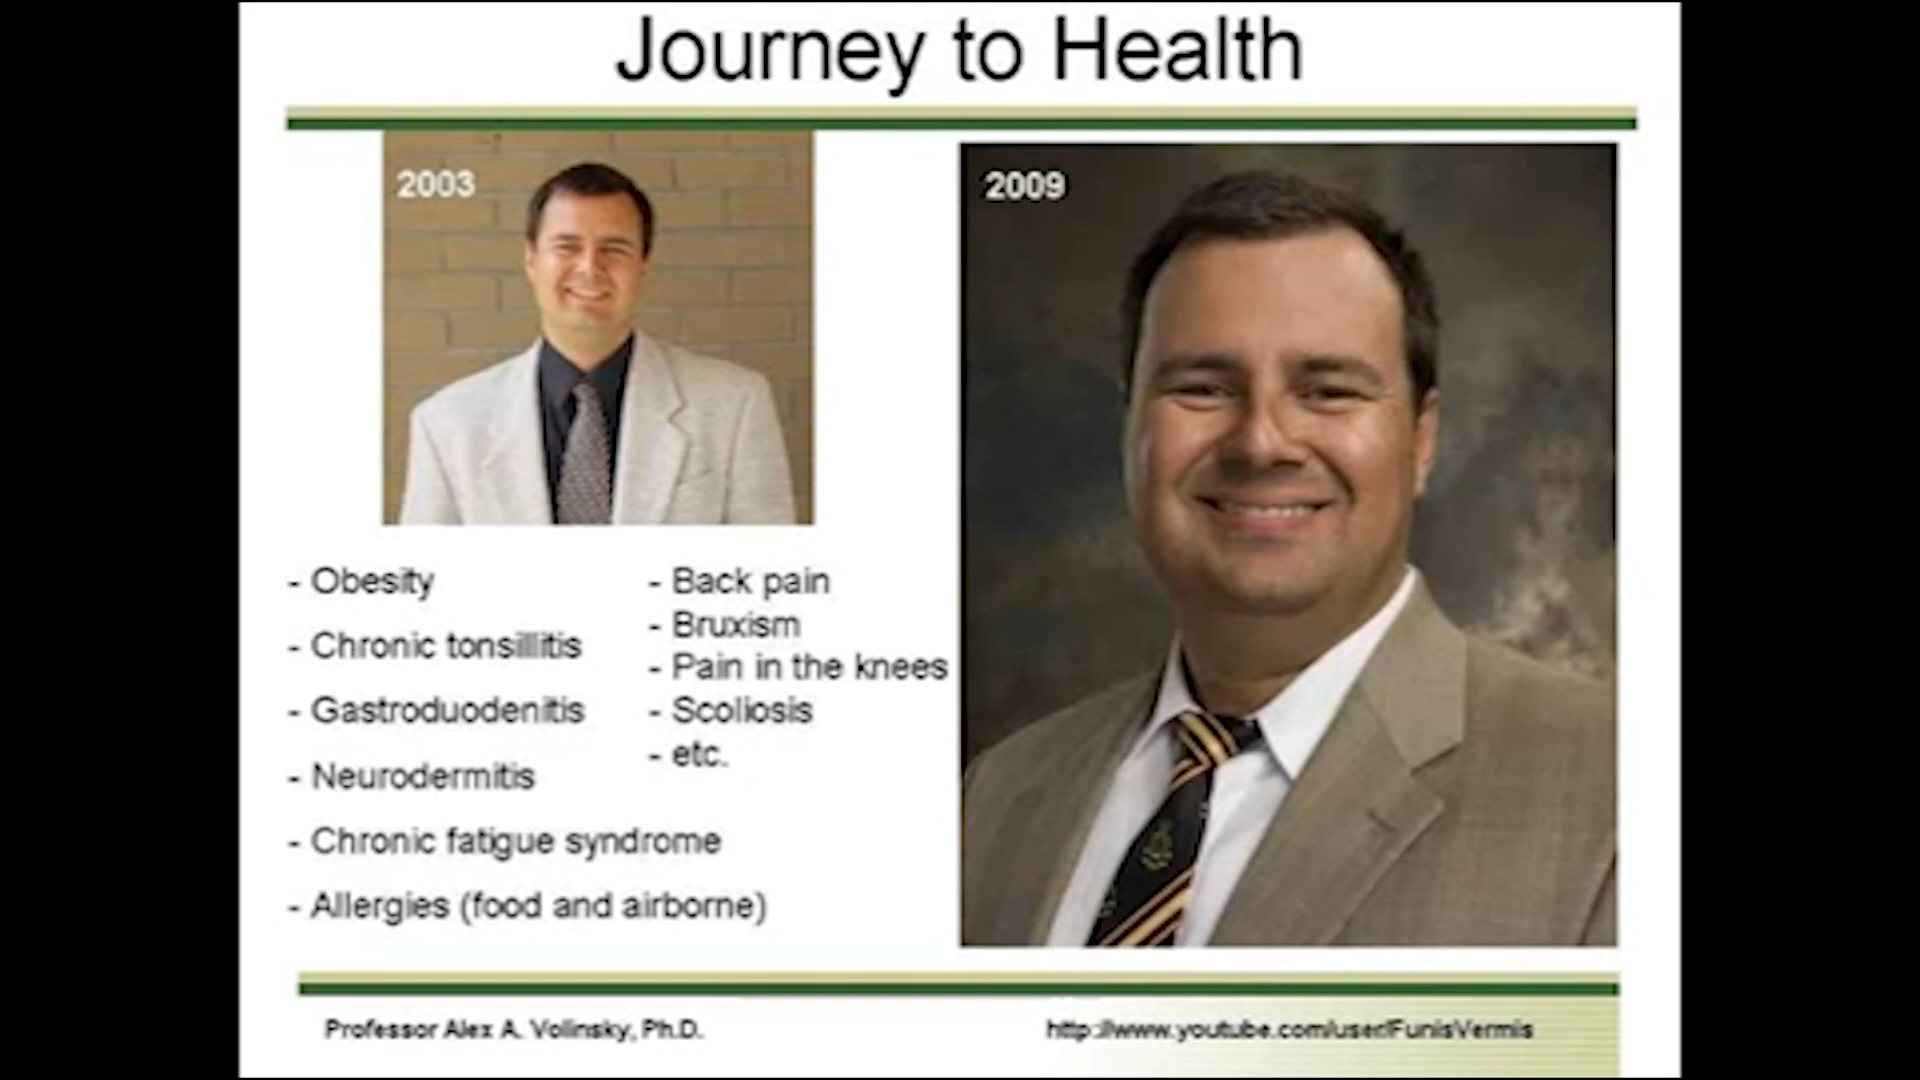 Journey to Health
2003
2009
- Obesity
- Chronic tonsillitis
- Gastroduodenitis
- Neurodermitis
- Chronic fatigue syndrome
- Allergies (food and airborne)
- Back pain
- Bruxism
- Pain in the knees
- Scoliosis
- etc.
Professor Alex A. Volinsky, Ph.D.
http://www.youtube.com/user/FunisVermis